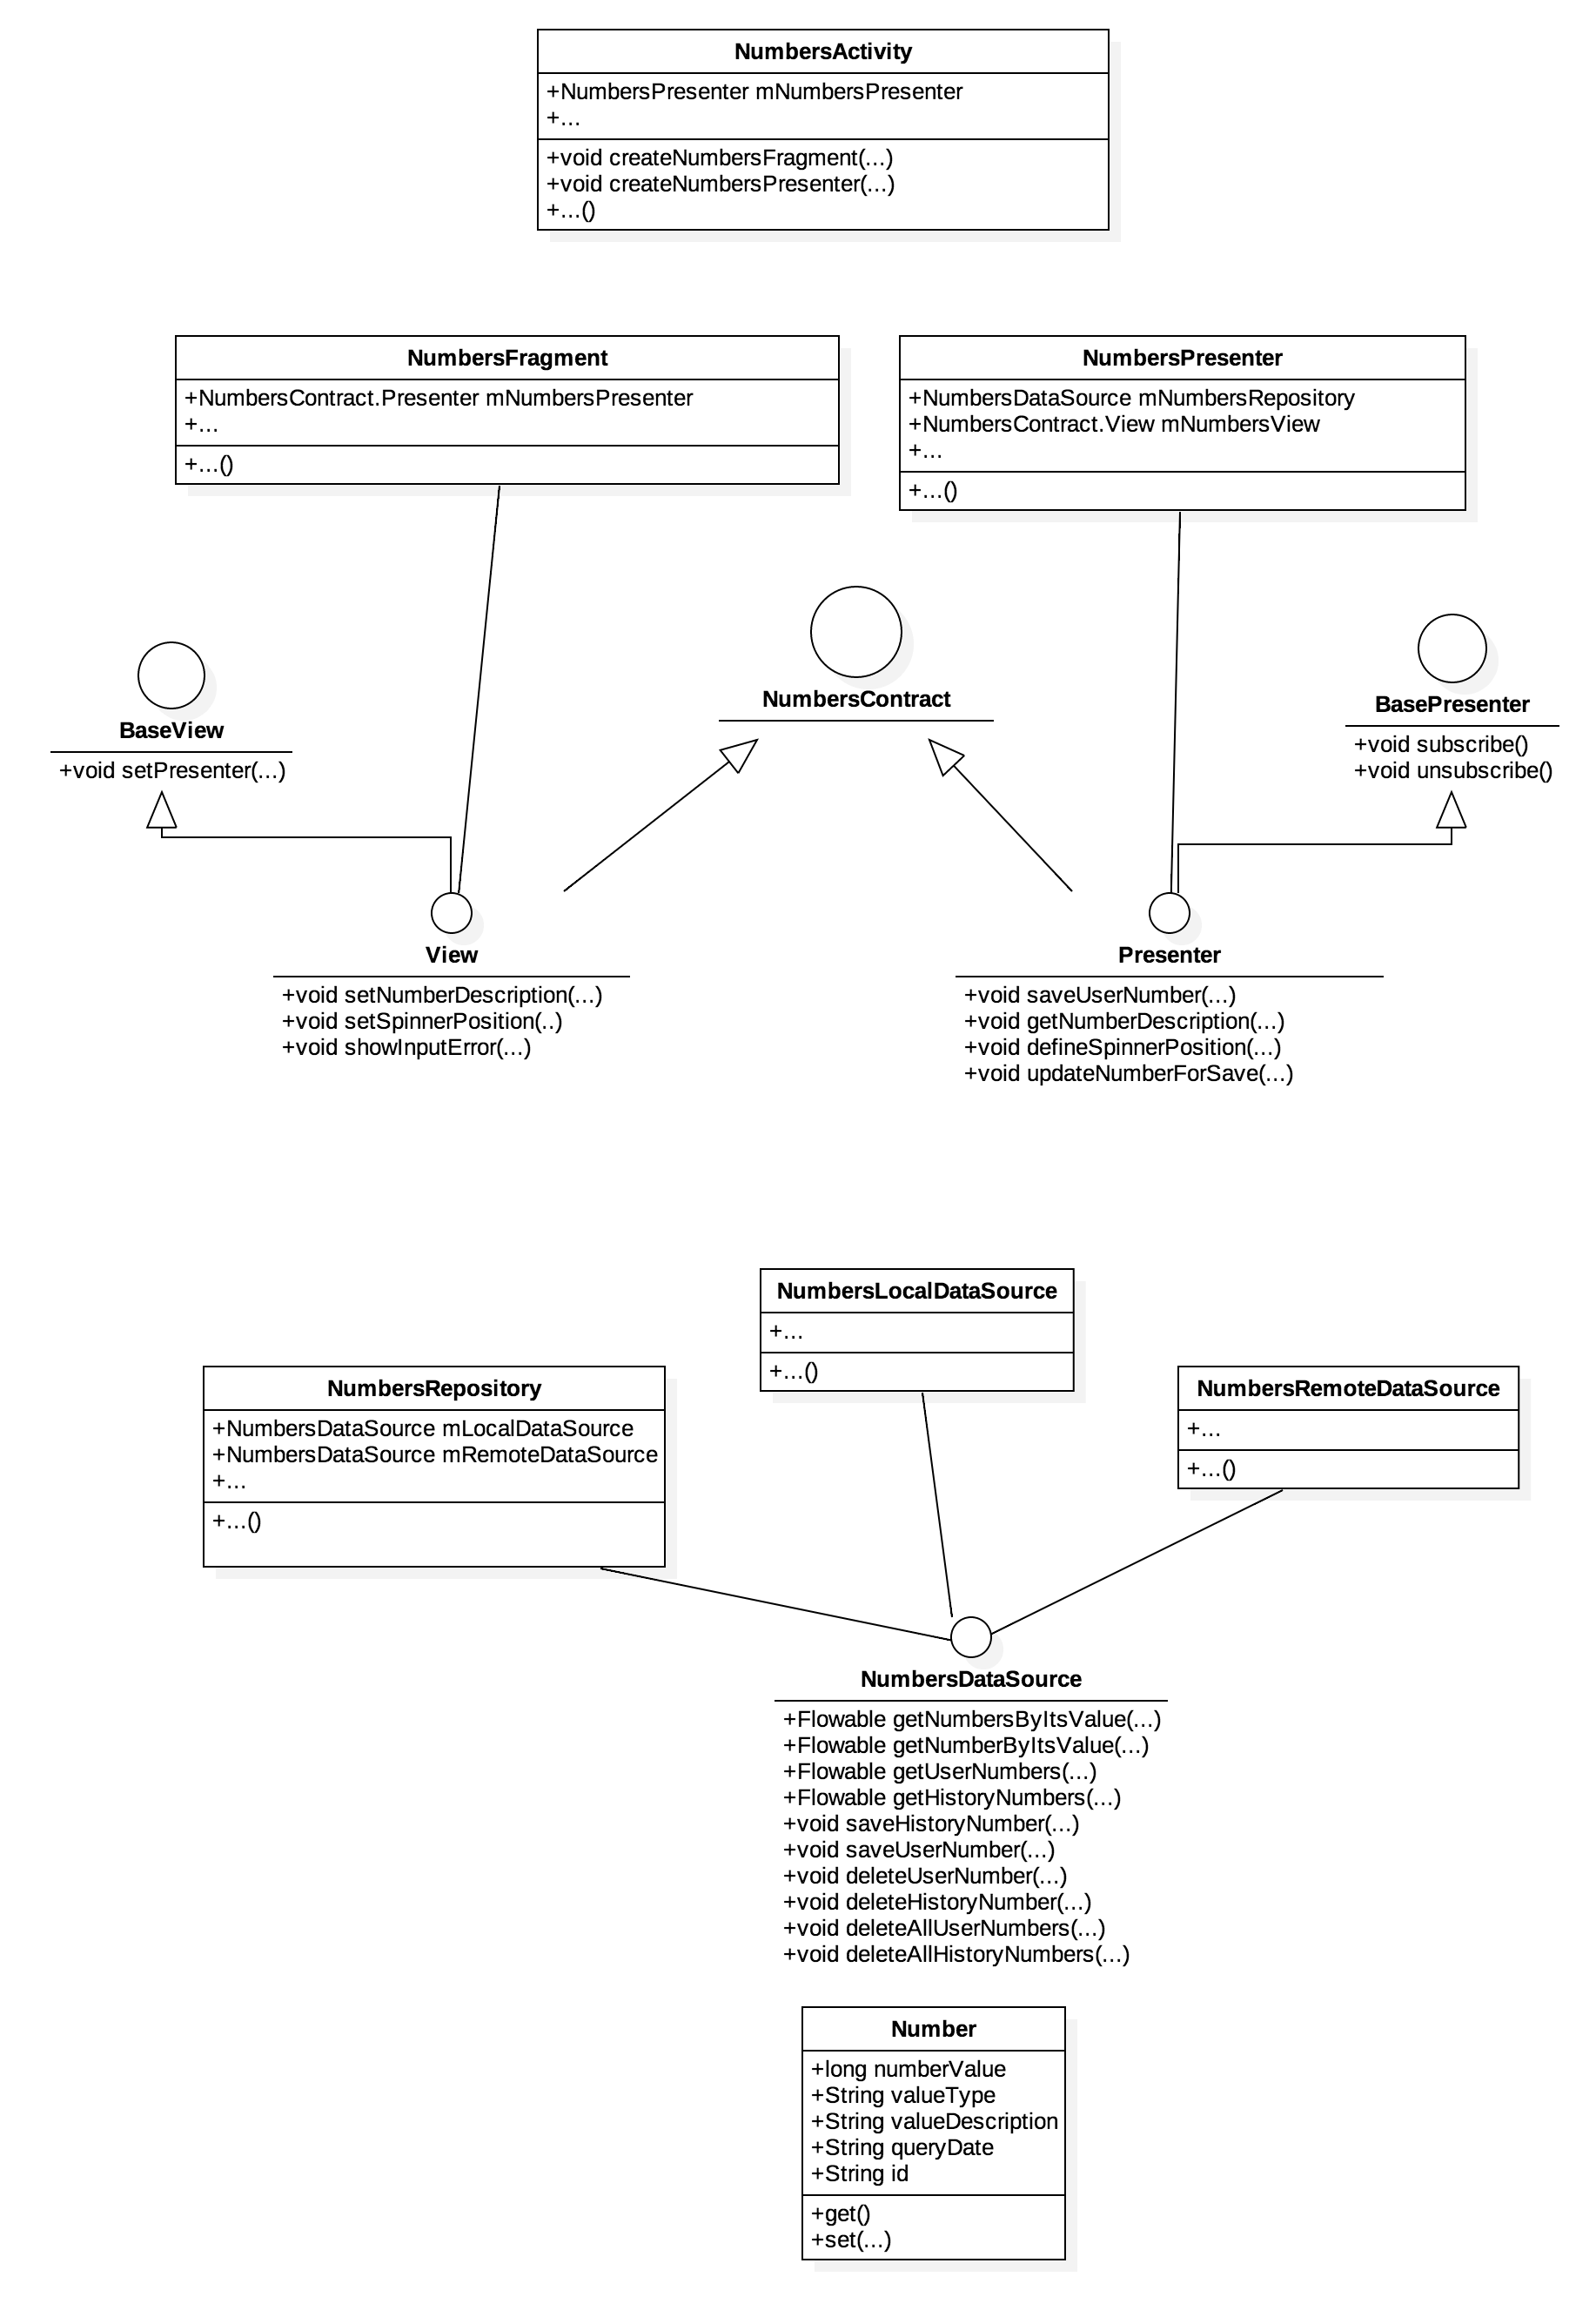 NumbersActivity
+NumbersPresenter mNumbersPresenter
+...
+void createNumbersFragment(...)
+void createNumbersPresenter(...)
+...()
NumbersFragment
+NumbersContract.Presenter mNumbersPresenter
+...
+...()
NumbersPresenter
+NumbersDataSource mNumbersRepository
+NumbersContract.View mNumbersView
+...
+...()
BaseView
+void setPresenter(...)
NumbersContract
BasePresenter
+void subscribe()
+void unsubscribe()
View
+void setNumberDescription(...)
+void setSpinnerPosition(..)
+void showInputError(...)
Presenter
+void saveUserNumber(...)
+void getNumberDescription(...)
+void defineSpinnerPosition(...)
+void updateNumberForSave(...)
NumbersLocalDataSource
+...
+...()
NumbersRepository
+NumbersDataSource mLocalDataSource
+NumbersDataSource mRemoteDataSource
+...
+...()
NumbersRemoteDataSource
+...
+...()
NumbersDataSource
+Flowable getNumbersByItsValue(...)
+Flowable getNumberByItsValue(...)
+Flowable getUserNumbers(...)
+Flowable getHistoryNumbers(...)
+void saveHistoryNumber(...)
+void saveUserNumber(...)
+void deleteUserNumber(...)
+void deleteHistoryNumber(...)
+void deleteAllUserNumbers(...)
+void deleteAllHistoryNumbers(...)
Number
+long numberValue
+String valueType
+String valueDescription
+String queryDate
+String id
+get()
+set(...)